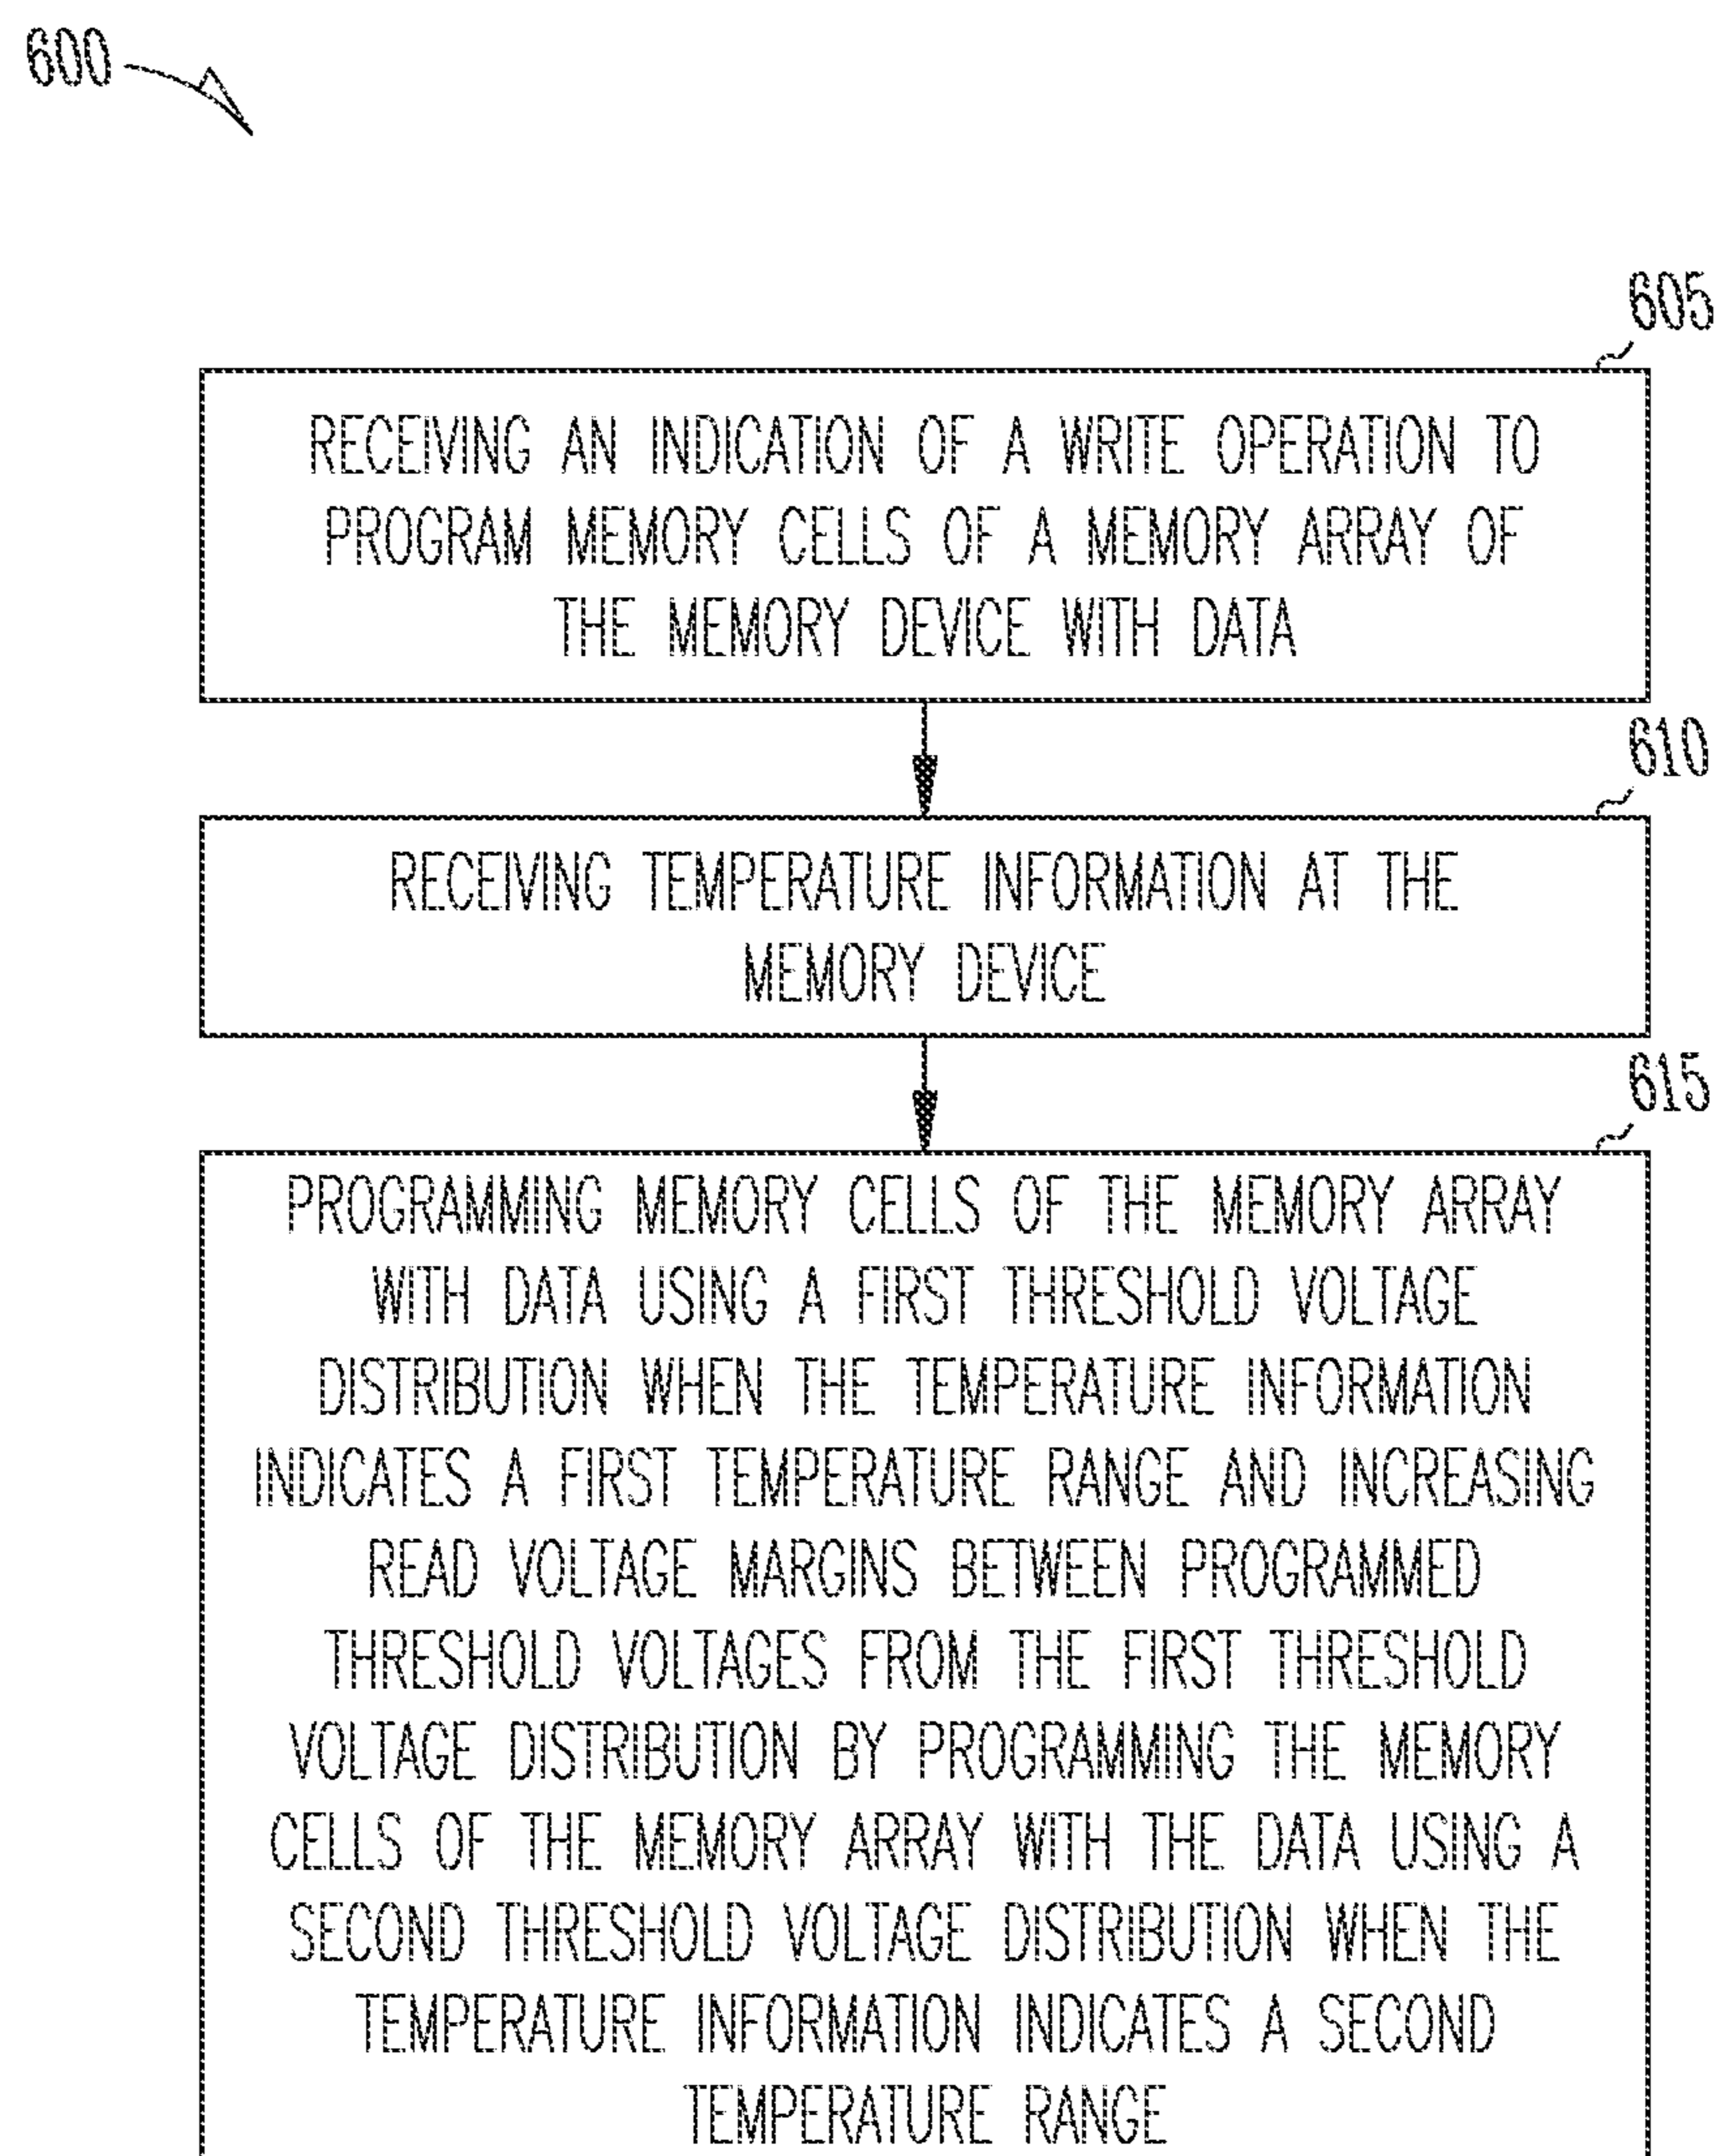 600
605
RECEIVING AN INDICATION OF A WRITE OPERATION TO
PROGRAM MEMORY CELLS OF A MEMORY ARRAY OF
THE MEMORY DEVICE WITH DATA
610
RECEIVING TEMPERATURE INFORMATION AT THE
MEMORY DEVICE
615
PROGRAMMING MEMORY CELLS OF THE MEMORY ARRAY
WITH DATA USING A FIRST THRESHOLD VOLTAGE
DISTRIBUTION WHEN THE TEMPERATURE INFORMATION
INDICATES A FIRST TEMPERATURE RANGE AND INCREASING
READ VOLTAGE MARGINS BETWEEN PROGRAMMED
THRESHOLD VOLTAGES FROM THE FIRST THRESHOLD
VOLTAGE DISTRIBUTION BY PROGRAMMING THE MEMORY
CELLS OF THE MEMORY ARRAY WITH THE DATA USING A
SECOND THRESHOLD VOLTAGE DISTRIBUTION WHEN THE
TEMPERATURE INFORMATION INDICATES A SECOND
TEMPERATURE RANGE